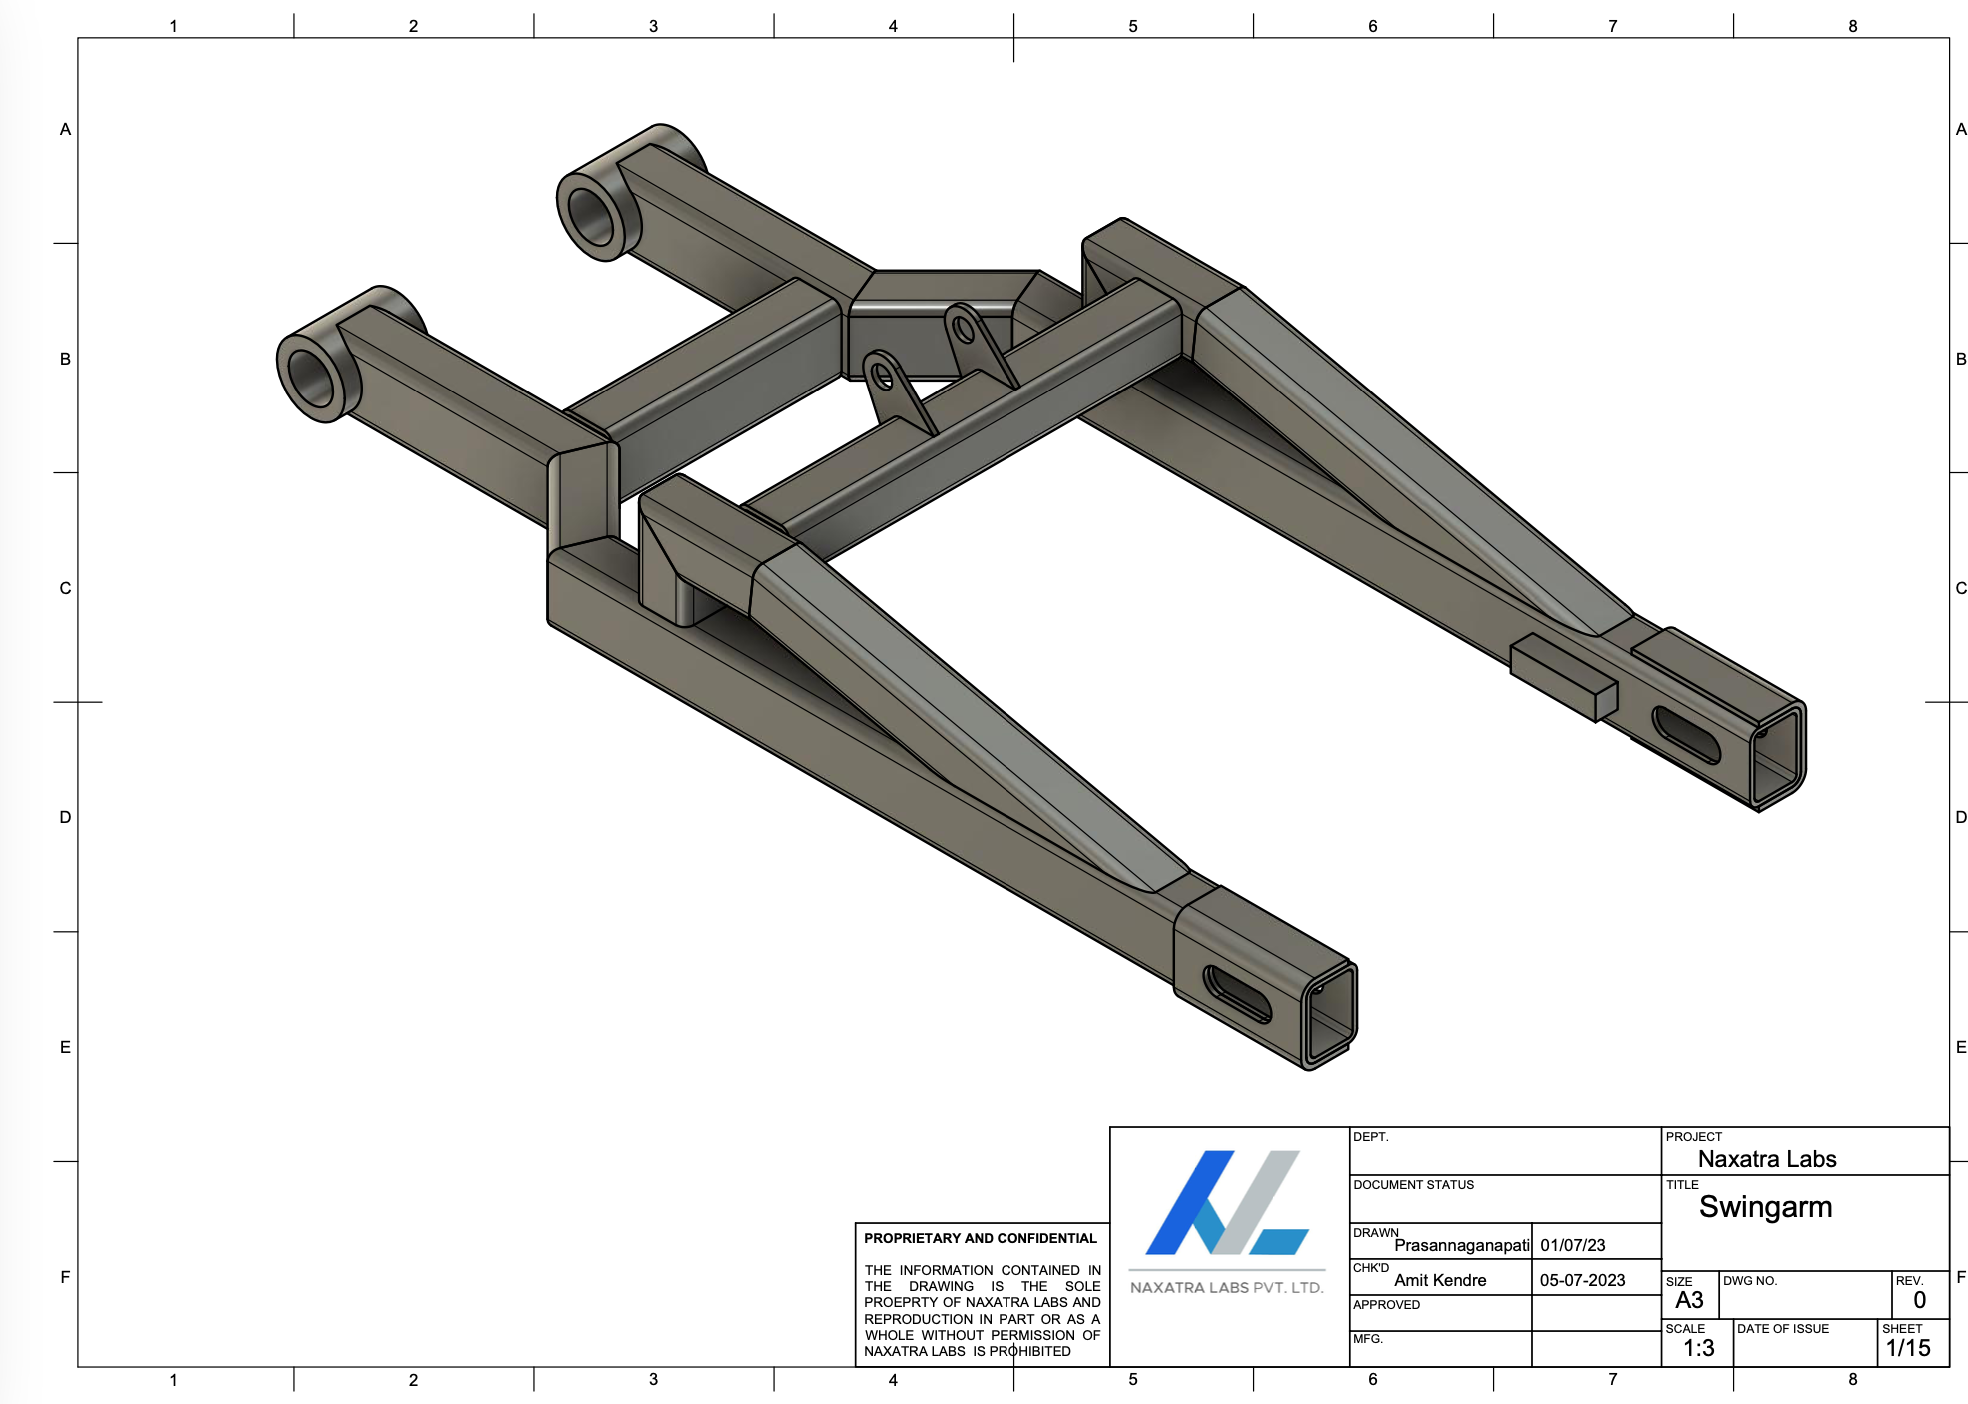 1 2 3 4 5 6 7 8
A A
B B
C C
D D
E E
F F
PROPRIETARY AND CONFIDENTIAL
THE INFORMATION CONTAINED IN
THE DRAWING IS THE SOLE
PROEPRTY OF NAXATRA LABS AND
REPRODUCTION IN PART OR AS A
WHOLE WITHOUT PERMISSION OF
NAXATRA LABS IS PROHIBITED
NAXATRA LABS PVT. LTD.
DEPT.
DOCUMENT STATUS
DRAWN Prasannaganapati 01/07/23
CHK'D Amit Kendre 05-07-2023
APPROVED
MFG.
PROJECT
Naxatra Labs
TITLE
Swingarm
SIZE DWG NO. REV.
A3 0
SCALE DATE OF ISSUE SHEET
1:3 1/15
1 2 3 4 5 6 7 8